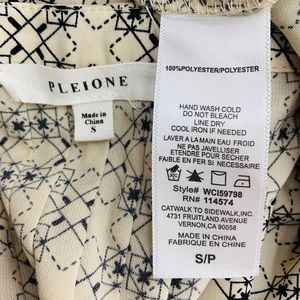 PLEIONE
Made in
China
S
100%POLYESTER/POLYESTER
HAND WASH COLD
DO NOT BLEACH
LINE DRY
COOL IRON IF NEEDED
LAVER A LA MAIN EAU FROID
NE PAS JAVELLISER
ETENDRE POUR SÉCHER
FAIBLE EN FER SI NECESSAIRE
Style# WCI59798
RN# 114574
CATWALK TO SIDEWALK,INC.
4731 FRUITLAND AVENUE
VERNON,CA 90058
MADE IN CHINA
FABRIQUE EN CHINE
S/P